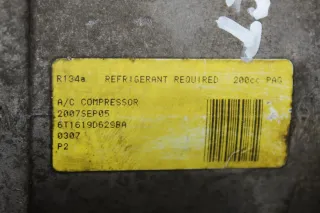 R134a REFRIGERANT REQUIRED 200cc PAG
A/C COMPRESSOR
2007SEP05
6T1619D629BA
0307
P2